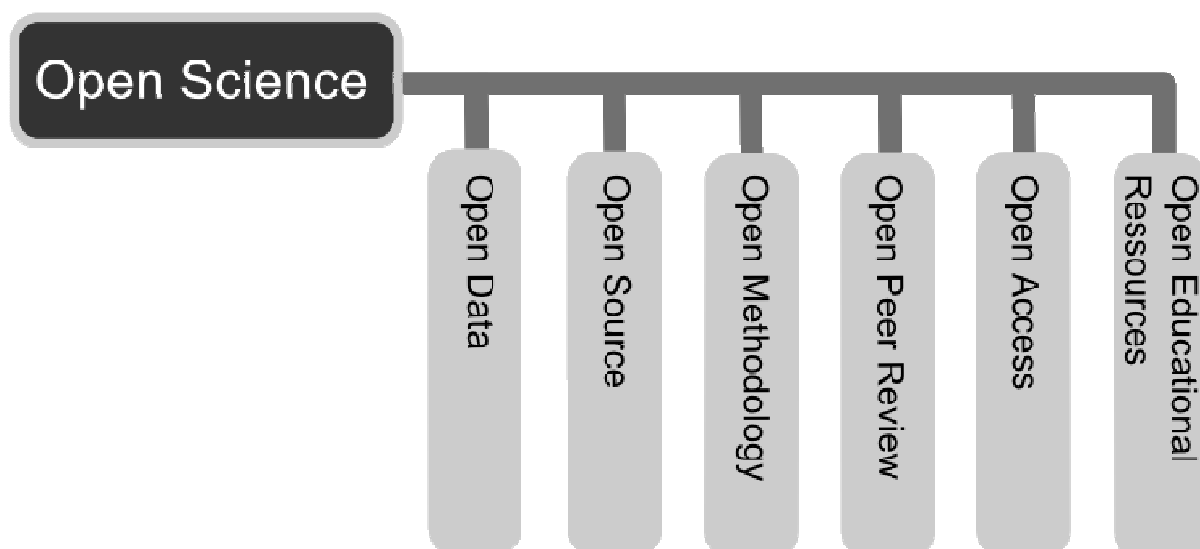 Open Science
Open Data
Open Source
Open Methodology
Open Peer Review
Open Access
Open Educational
Ressources